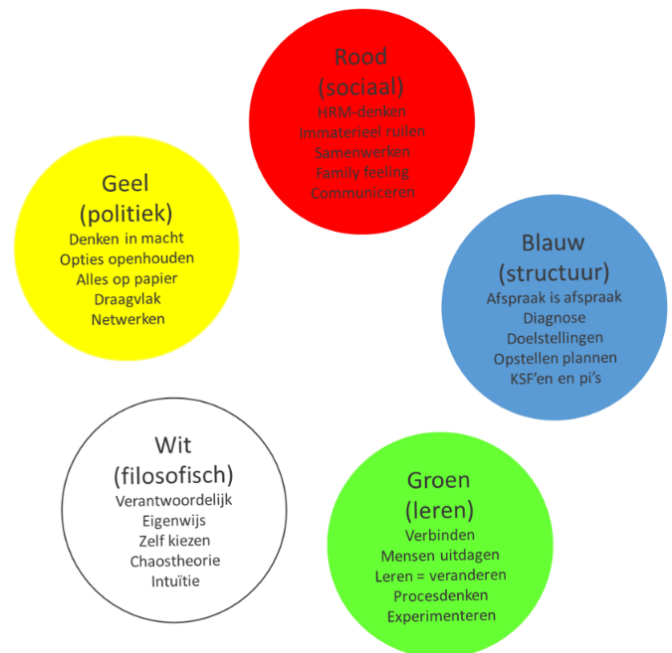 Rood
(sociaal)
HRM-denken
Immaterieel ruilen
Samenwerken
Family feeling
Communiceren
Geel
(politiek)
Denken in macht
Opties openhouden
Alles op papier
Draagvlak
Netwerken
Blauw
(structuur)
Afspraak is afspraak
Diagnose
Doelstellingen
Opstellen plannen
KSF’en en pi’s
Wit
(filosofisch)
Verantwoordelijk
Eigenwijs
Zelf kiezen
Chaostheorie
Intuïtie
Groen
(leren)
Verbinden
Mensen uitdagen
Leren = veranderen
Procesdenken
Experimenteren